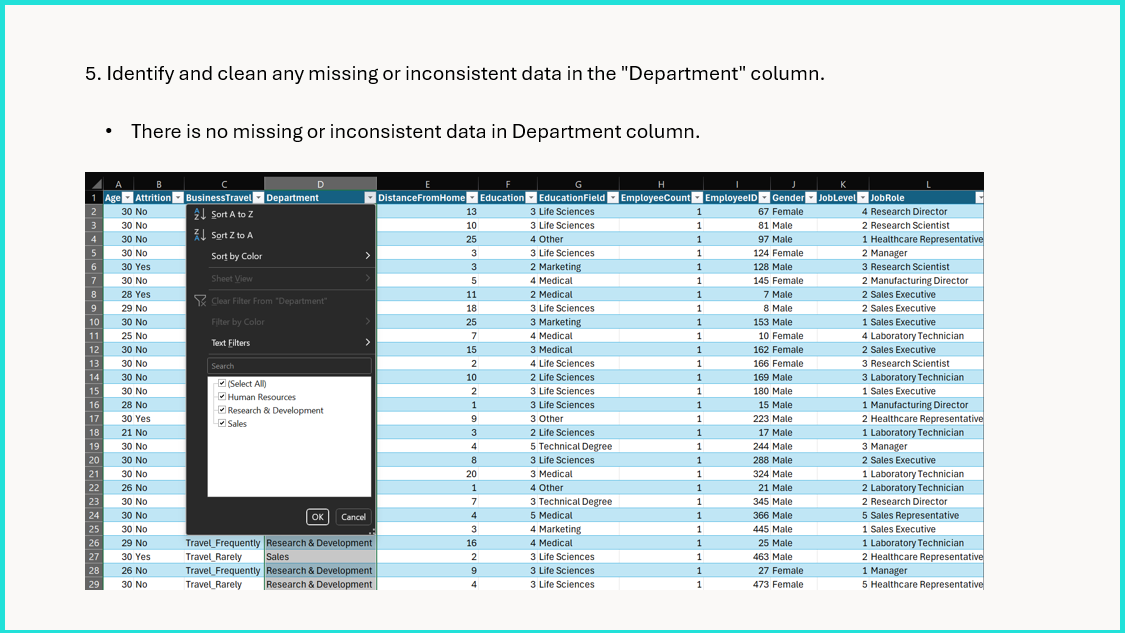 5. Identify and clean any missing or inconsistent data in the "Department" column.
• There is no missing or inconsistent data in Department column.
A B C D E F G H I J K L
1 Age Attrition BusinessTravel Department DistanceFromHome Education EducationField EmployeeCount EmployeeID Gender JobLevel JobRole
2 30 No 13 3 Life Sciences 1 67 Female 4 Research Director
3 30 No 10 3 Life Sciences 1 81 Male 2 Research Scientist
4 30 No 25 4 Other 1 97 Male 1 Healthcare Representative
5 30 No 3 3 Life Sciences 1 124 Female 2 Manager
6 30 Yes 3 2 Marketing 1 128 Male 3 Research Scientist
7 30 No 5 4 Medical 1 145 Female 2 Manufacturing Director
8 28 Yes 11 2 Medical 1 7 Male 2 Sales Executive
9 29 No 18 3 Life Sciences 1 8 Male 2 Sales Executive
10 30 No 25 3 Marketing 1 153 Male 1 Sales Executive
11 25 No 7 4 Medical 1 10 Female 4 Laboratory Technician
12 30 No 15 3 Medical 1 162 Female 2 Sales Executive
13 30 No 2 4 Life Sciences 1 166 Female 3 Research Scientist
14 30 No 10 2 Life Sciences 1 169 Male 3 Laboratory Technician
15 30 No 2 3 Life Sciences 1 180 Male 1 Sales Executive
16 28 No 1 3 Life Sciences 1 15 Male 1 Manufacturing Director
17 30 Yes 9 3 Other 1 223 Male 2 Healthcare Representative
18 21 No 3 2 Life Sciences 1 17 Male 1 Laboratory Technician
19 30 No 4 5 Technical Degree 1 244 Male 3 Manager
20 30 No 8 3 Life Sciences 1 288 Male 2 Sales Executive
21 30 No 20 3 Medical 1 324 Male 1 Laboratory Technician
22 26 No 1 4 Other 1 21 Male 2 Laboratory Technician
23 30 No 7 3 Technical Degree 1 345 Male 2 Research Director
24 30 No 4 5 Medical 1 366 Male 5 Sales Representative
25 30 No 3 4 Marketing 1 445 Male 1 Sales Executive
26 29 No Travel_Frequently Research & Development 16 4 Medical 1 25 Male 1 Laboratory Technician
27 30 Yes Travel_Rarely Sales 2 3 Life Sciences 1 463 Male 2 Healthcare Representative
28 26 No Travel_Frequently Research & Development 9 3 Life Sciences 1 27 Female 1 Manager
29 30 No Travel_Rarely Research & Development 4 3 Life Sciences 1 473 Female 5 Healthcare Representative
Sort A to Z
Sort Z to A
Sort by Color
Sheet View
Clear Filter From "Department"
Filter by Color
Text Filters
Search
(Select All)
Human Resources
Research & Development
Sales
OK Cancel